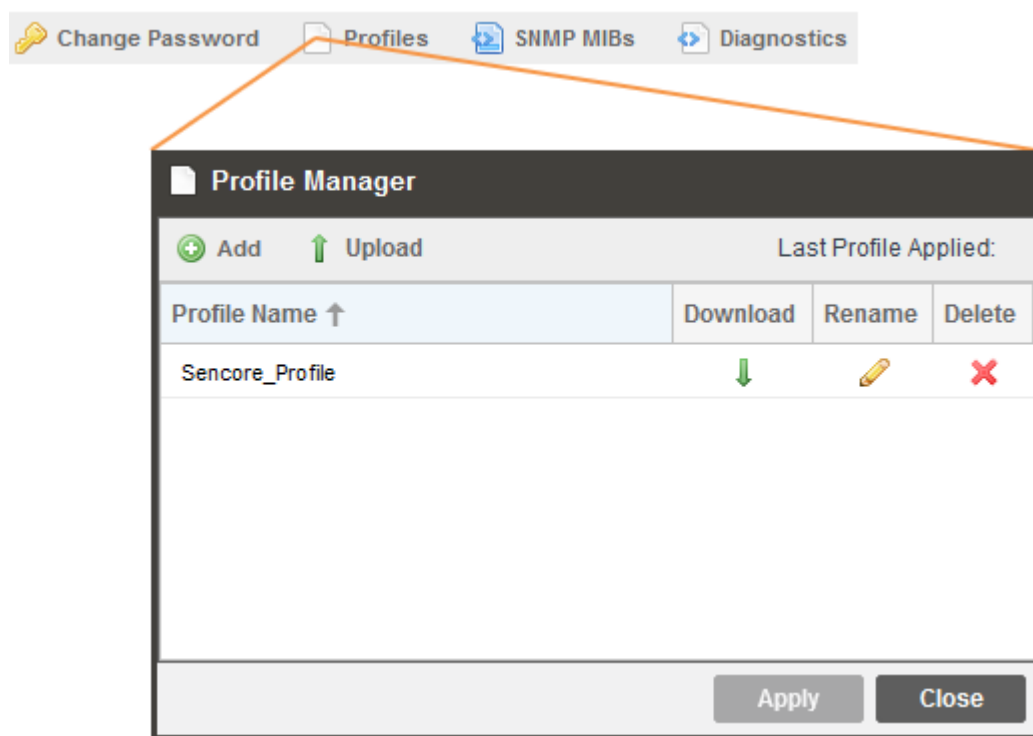 Change Password Profiles SNMP MIBs Diagnostics
Profile Manager
Add Upload Last Profile Applied:
Profile Name Download Rename Delete
Sencore_Profile
Apply Close